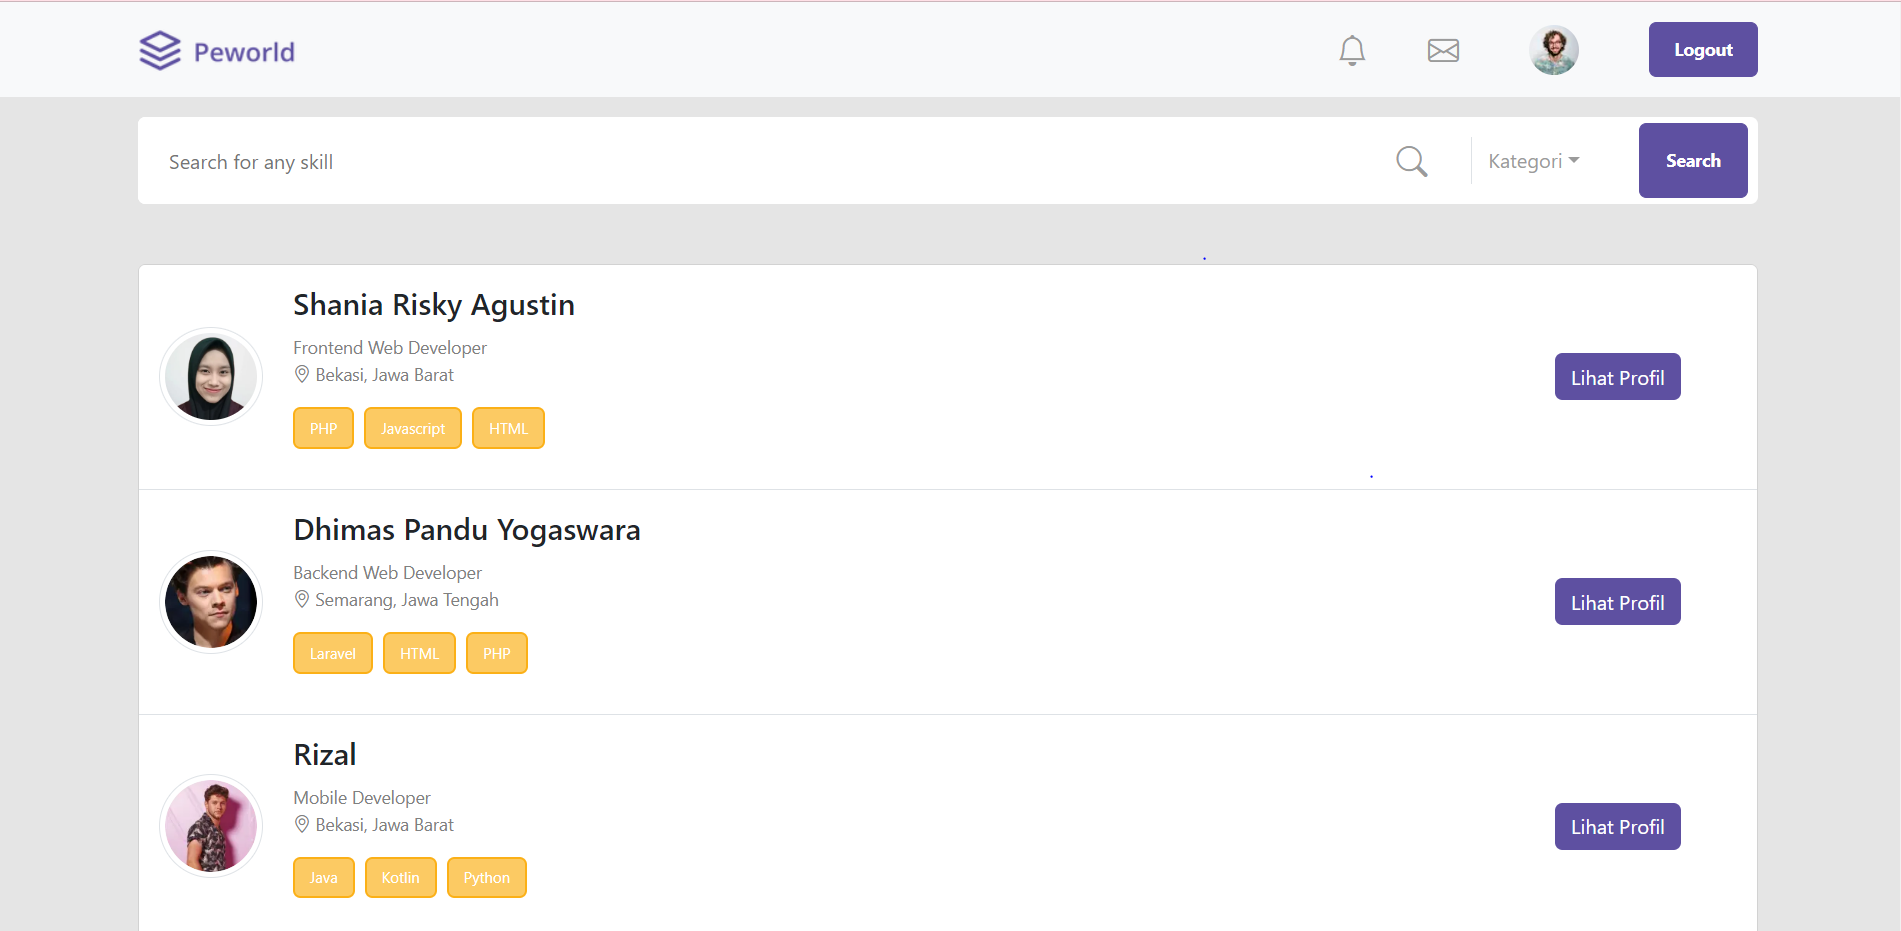 Peworld
Logout
Search for any skill
Kategori
Search
Shania Risky Agustin
Frontend Web Developer
Bekasi, Jawa Barat
PHP Javascript HTML
Lihat Profil
Dhimas Pandu Yogaswara
Backend Web Developer
Semarang, Jawa Tengah
Laravel HTML PHP
Lihat Profil
Rizal
Mobile Developer
Bekasi, Jawa Barat
Java Kotlin Python
Lihat Profil